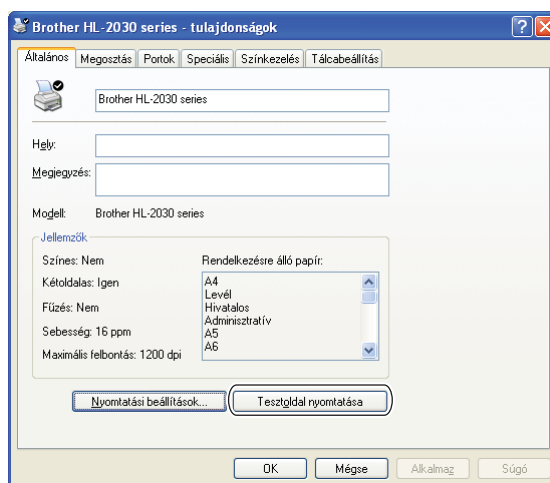 Brother HL-2030 series - tulajdonságok
Általános Megosztás Portok Speciális Színkezelés Tálcabeállítás
Brother HL-2030 series
Hely:
Megjegyzés:
Modell: Brother HL-2030 series
Jellemzők
Színes: Nem
Kétoldalas: Igen
Fűzés: Nem
Sebesség: 16 ppm
Maximális felbontás: 1200 dpi
Rendelkezésre álló papír:
A4
Levél
Hivatalos
Adminisztratív
A5
A6
Nyomtatási beállítások... Tesztoldal nyomtatása
OK Mégse Alkalmaz Súgó